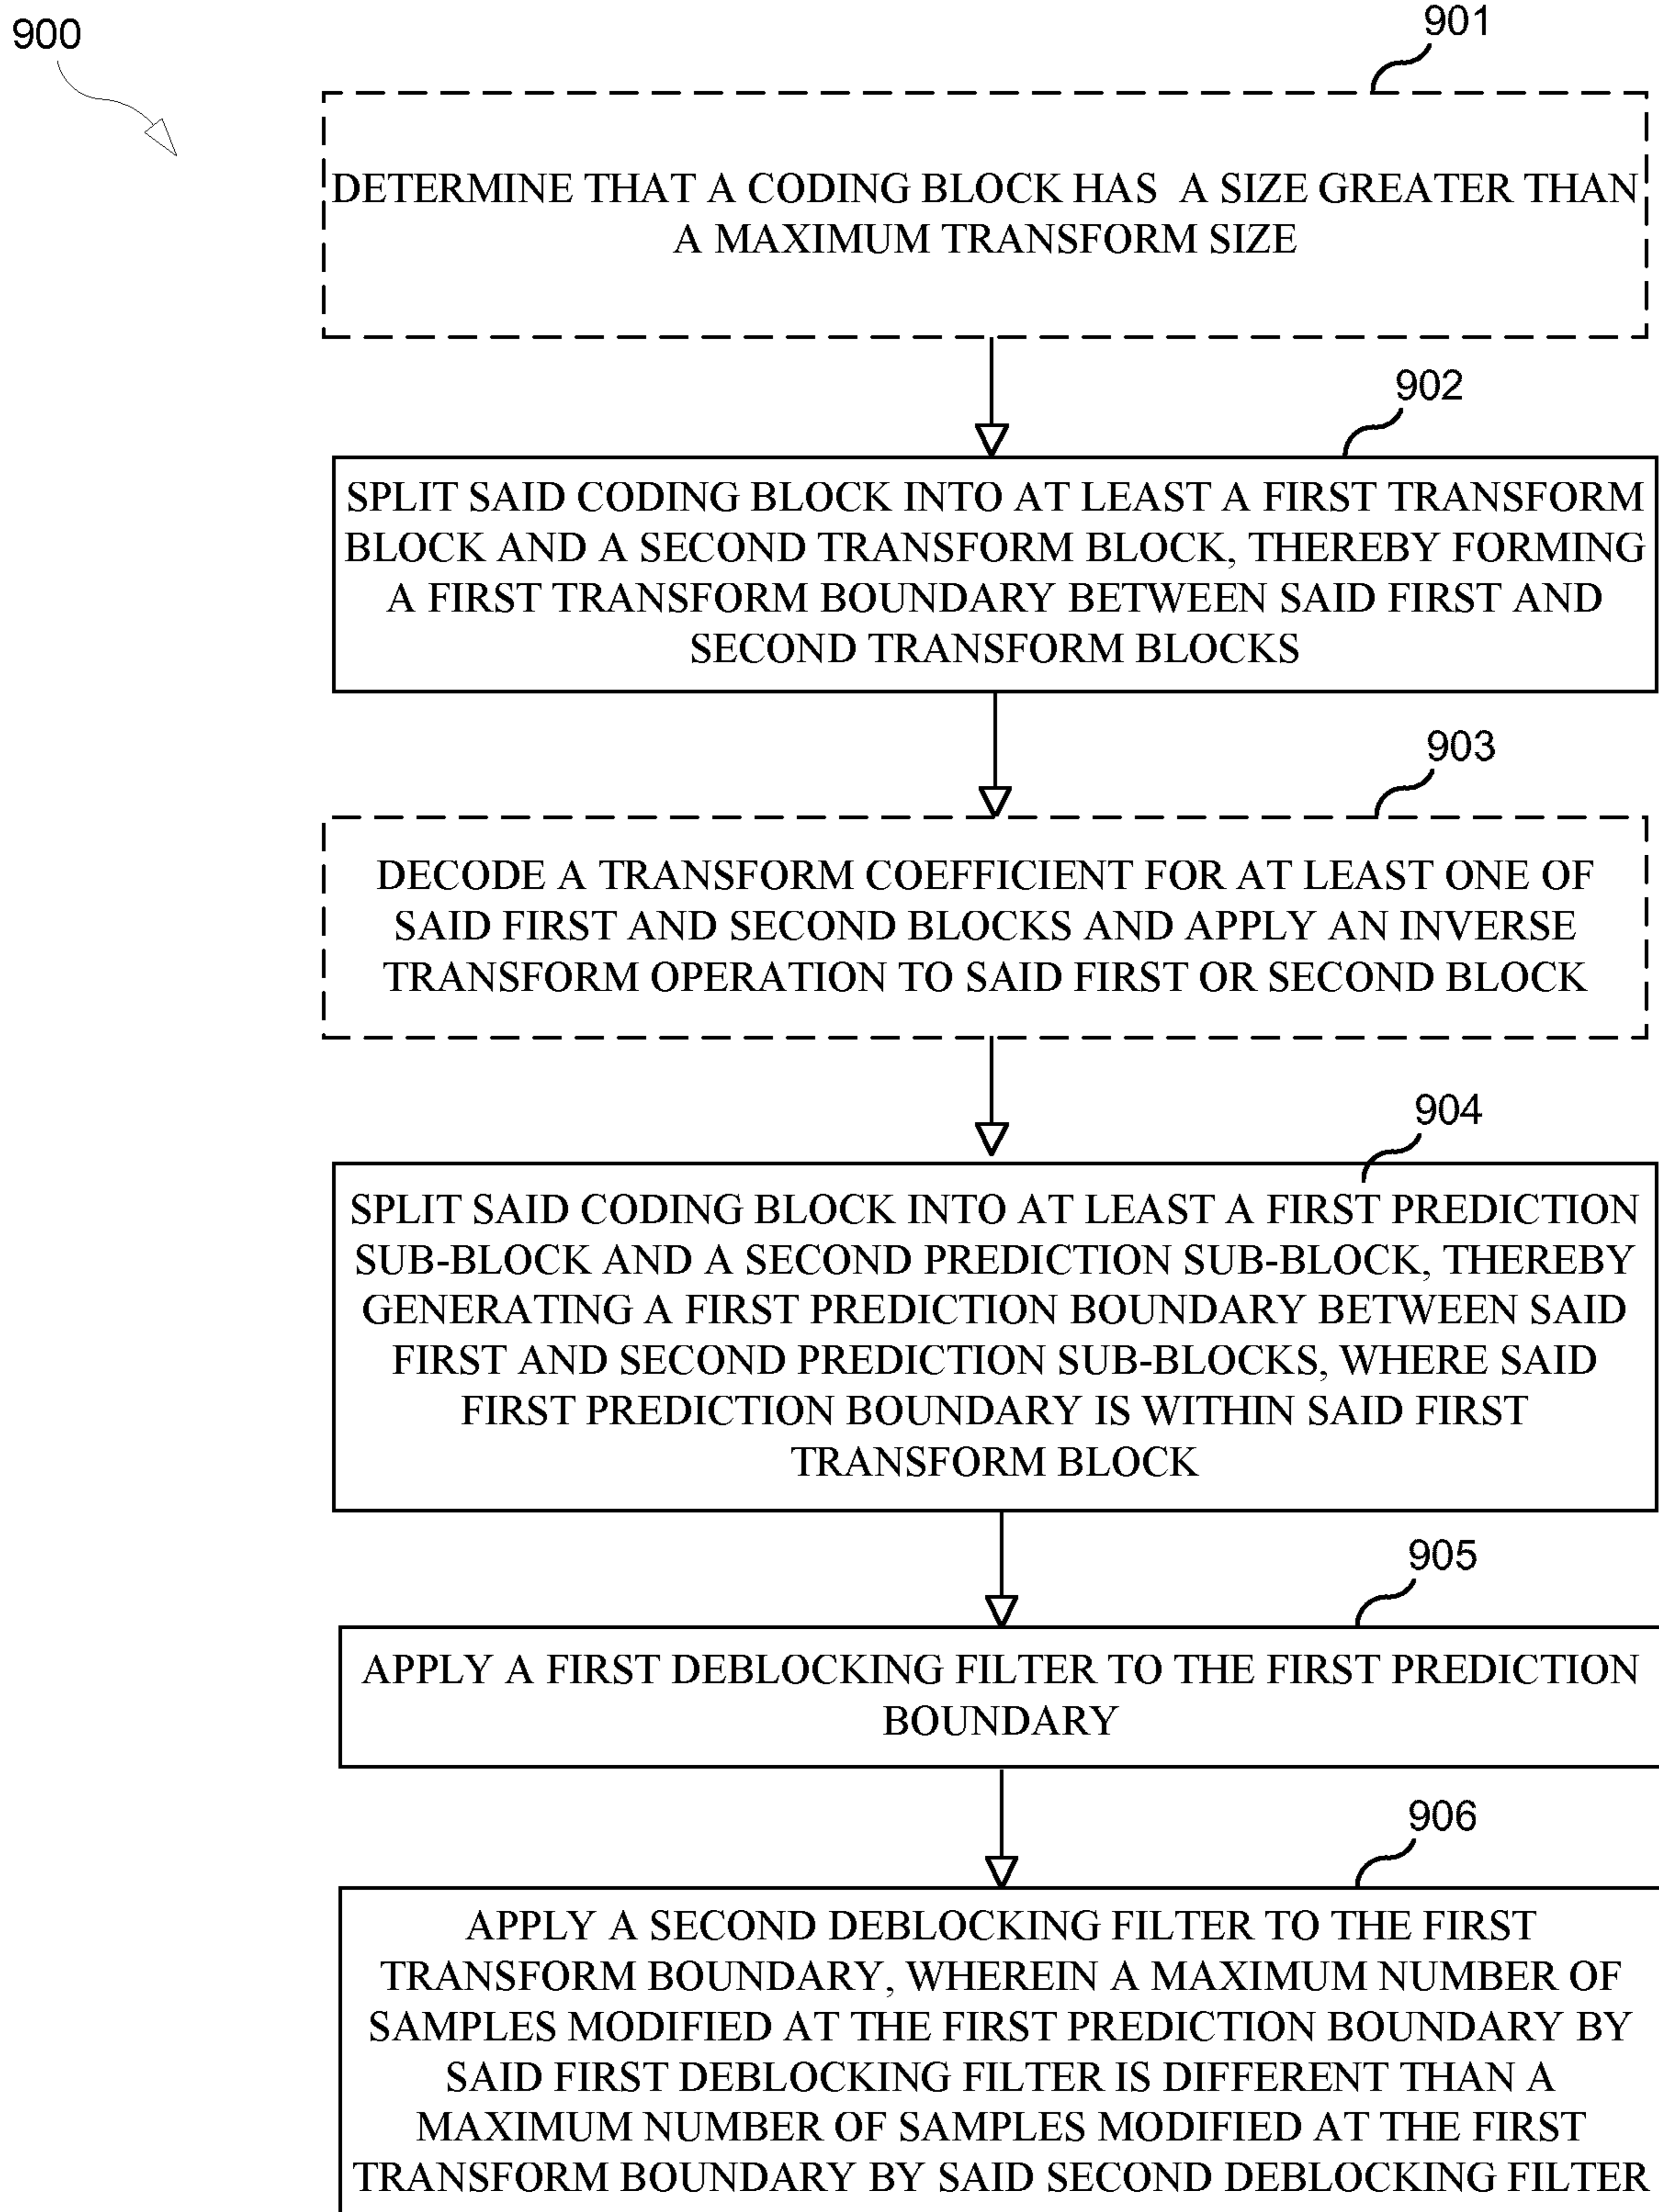 900
901
DETERMINE THAT A CODING BLOCK HAS A SIZE GREATER THAN
A MAXIMUM TRANSFORM SIZE
902
SPLIT SAID CODING BLOCK INTO AT LEAST A FIRST TRANSFORM
BLOCK AND A SECOND TRANSFORM BLOCK, THEREBY FORMING
A FIRST TRANSFORM BOUNDARY BETWEEN SAID FIRST AND
SECOND TRANSFORM BLOCKS
903
DECODE A TRANSFORM COEFFICIENT FOR AT LEAST ONE OF
SAID FIRST AND SECOND BLOCKS AND APPLY AN INVERSE
TRANSFORM OPERATION TO SAID FIRST OR SECOND BLOCK
904
SPLIT SAID CODING BLOCK INTO AT LEAST A FIRST PREDICTION
SUB-BLOCK AND A SECOND PREDICTION SUB-BLOCK, THEREBY
GENERATING A FIRST PREDICTION BOUNDARY BETWEEN SAID
FIRST AND SECOND PREDICTION SUB-BLOCKS, WHERE SAID
FIRST PREDICTION BOUNDARY IS WITHIN SAID FIRST
TRANSFORM BLOCK
905
APPLY A FIRST DEBLOCKING FILTER TO THE FIRST PREDICTION
BOUNDARY
906
APPLY A SECOND DEBLOCKING FILTER TO THE FIRST
TRANSFORM BOUNDARY, WHEREIN A MAXIMUM NUMBER OF
SAMPLES MODIFIED AT THE FIRST PREDICTION BOUNDARY BY
SAID FIRST DEBLOCKING FILTER IS DIFFERENT THAN A
MAXIMUM NUMBER OF SAMPLES MODIFIED AT THE FIRST
TRANSFORM BOUNDARY BY SAID SECOND DEBLOCKING FILTER